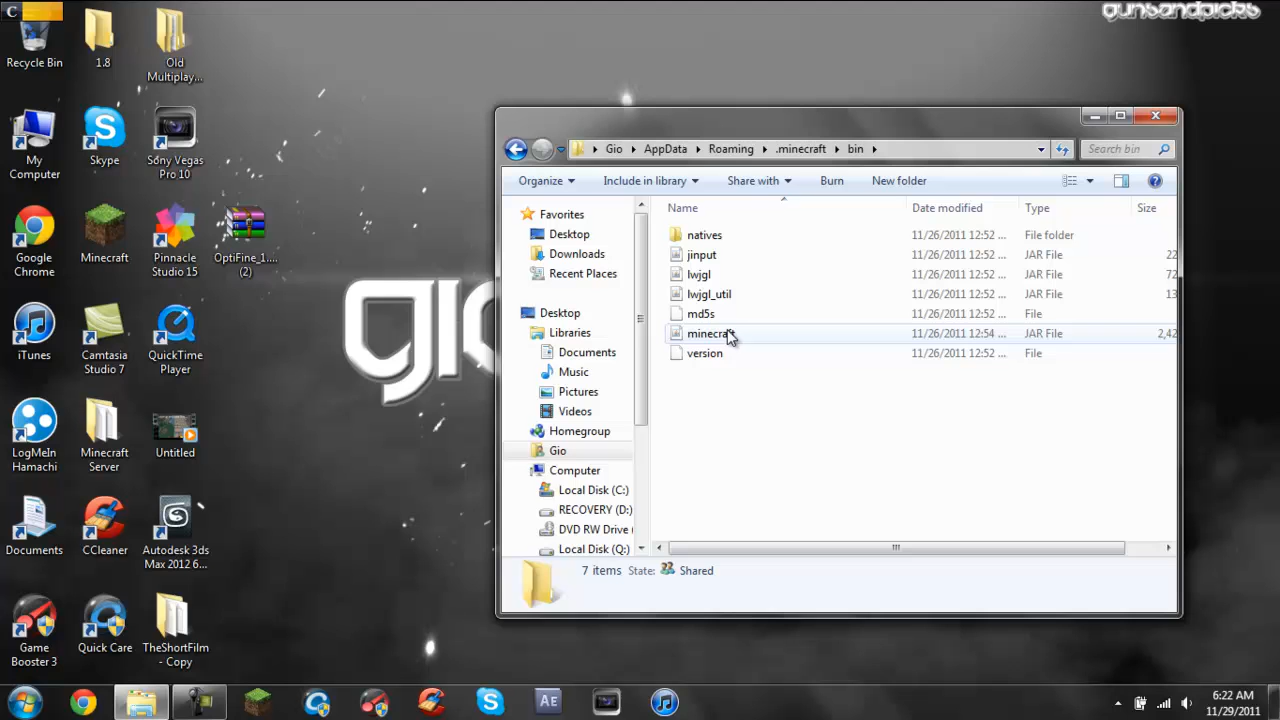 C
gunsandpicks
Recycle Bin
1.8
Old
Multiplay...
My
Computer
Skype
Sony Vegas
Pro 10
Google
Chrome
Minecraft
Pinnacle
Studio 15
OptiFine_1....
(2)
iTunes
Camtasia
Studio 7
QuickTime
Player
LogMeIn
Hamachi
Minecraft
Server
Untitled
Documents
CCleaner
Autodesk 3ds
Max 2012 6...
Game
Booster 3
Quick Care
TheShortFilm
- Copy
gio
Gio AppData Roaming .minecraft bin
Search bin
Organize Include in library Share with Burn New folder
Favorites
Desktop
Downloads
Recent Places
Desktop
Libraries
Documents
Music
Pictures
Videos
Homegroup
Gio
Computer
Local Disk (C:)
RECOVERY (D:)
DVD RW Drive (
Local Disk (Q:)
Name Date modified Type Size
natives 11/26/2011 12:52 ... File folder
jinput 11/26/2011 12:52 ... JAR File 22
lwjgl 11/26/2011 12:52 ... JAR File 72
lwjgl_util 11/26/2011 12:52 ... JAR File 13
md5s 11/26/2011 12:52 ... File
minecraft 11/26/2011 12:54 ... JAR File 2,42
version 11/26/2011 12:52 ... File
7 items State: Shared
Ae
6:22 AM
11/29/2011